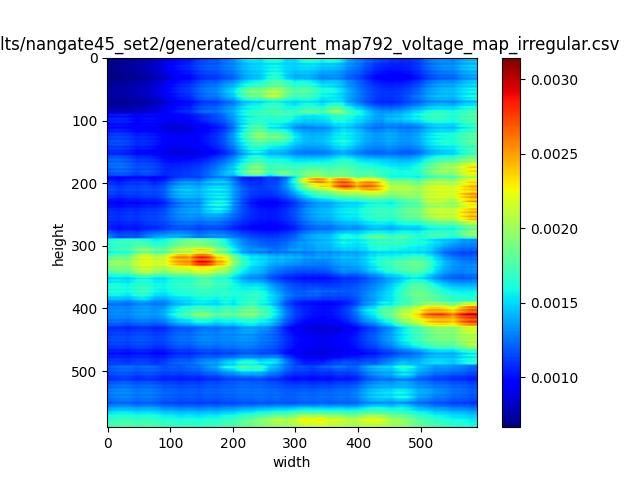 lts/nangate45_set2/generated/current_map792_voltage_map_irregular.csv
0
100
200
300
400
500
height
0 100 200 300 400 500
width
0.0030
0.0025
0.0020
0.0015
0.0010